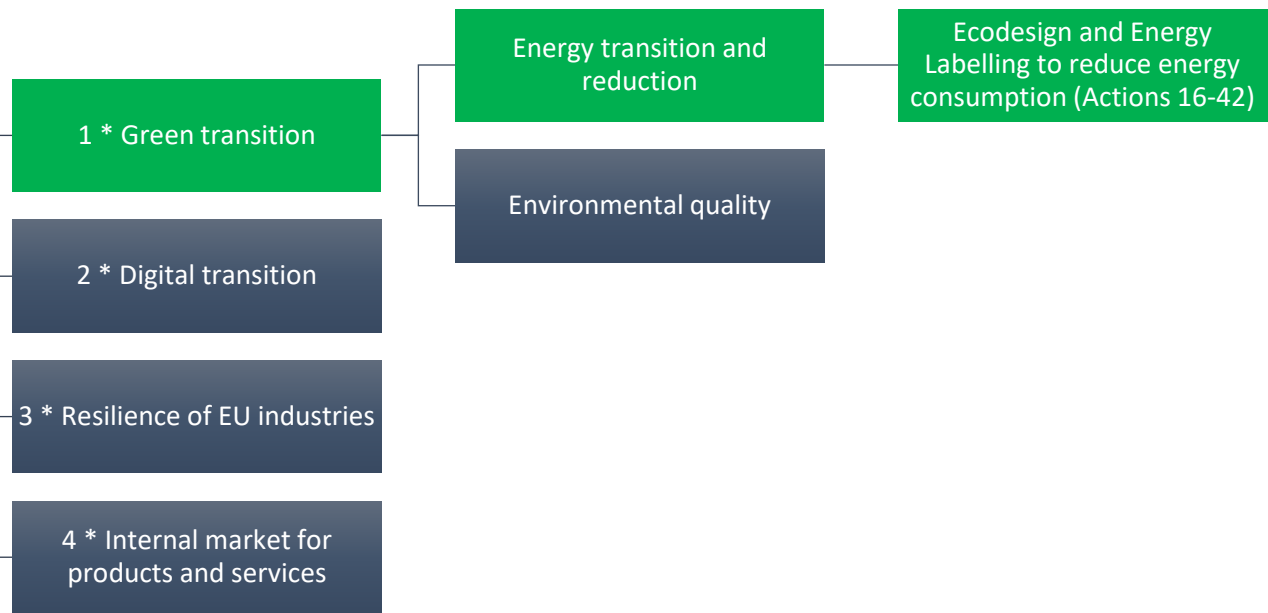 1 * Green transition
Energy transition and
reduction
Ecodesign and Energy
Labelling to reduce energy
consumption (Actions 16-42)
Environmental quality
2 * Digital transition
3 * Resilience of EU industries
4 * Internal market for
products and services